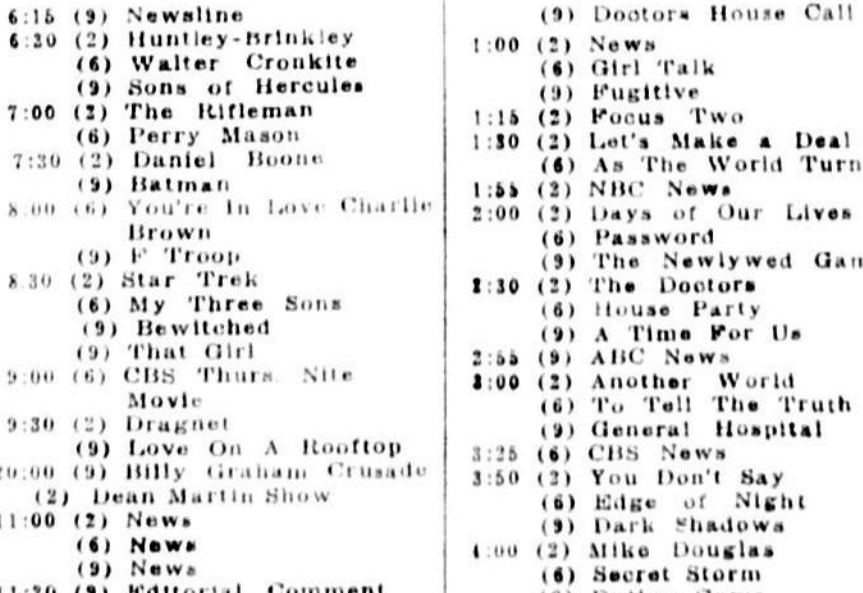 6:15 (9) Newsline
6:30 (2) Huntley-Brinkley
(6) Walter Cronkite
(9) Sons of Hercules
7:00 (2) The Rifleman
(6) Perry Mason
7:30 (2) Daniel Boone
(9) Batman
8:00 (6) You're In Love Charlie
Brown
(9) F Troop
8.30 (2) Star Trek
(6) My Three Sons
(9) Bewitched
(9) That Girl
9:00 (6) CBS Thurs. Nite
Movie
9:30 (2) Dragnet
(9) Love On A Rooftop
:00 (9) Billy Graham Crusade
(2) Dean Martin Show
11:00 (2) News
(6) News
(9) News
11:30 (9) Editorial Comment
(9) Doctors House Call
1:00 (2) News
(6) Girl Talk
(9) Fugitive
1:15 (2) Focus Two
1:30 (2) Let's Make a Deal
(6) As The World Turn
1:55 (2) NBC News
2:00 (2) Days of Our Lives
(6) Password
(9) The Newlywed Gam
2:30 (2) The Doctors
(6) House Party
(9) A Time For Us
2:55 (9) ABC News
3:00 (2) Another World
(6) To Tell The Truth
(9) General Hospital
3:25 (6) CBS News
3:50 (2) You Don't Say
(6) Edge of Night
(9) Dark Shadows
4:00 (2) Mike Douglas
(6) Secret Storm